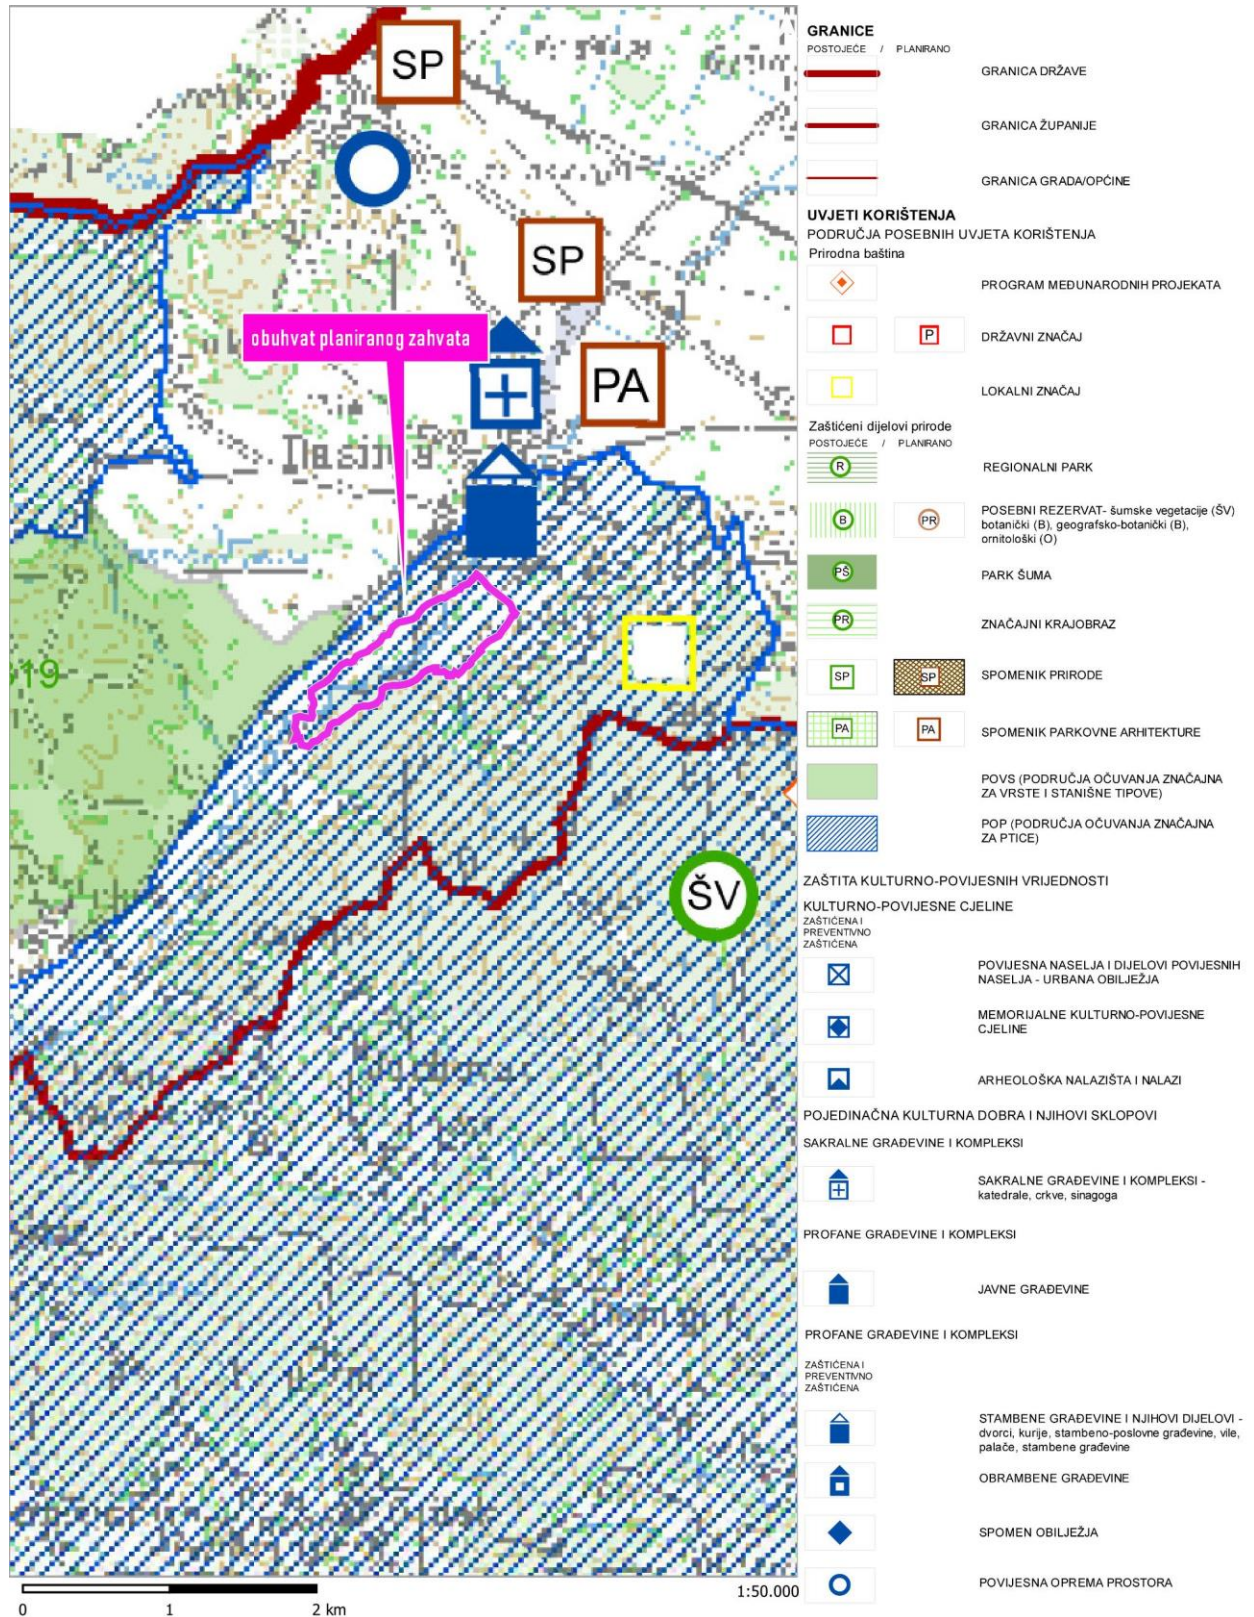 SP
SP
obuhvat planiranog zahvata
PA
19
ŠV
0 1 2 km
1:50.000
GRANICE
POSTOJEĆE / PLANIRANO
GRANICA DRŽAVE
GRANICA ŽUPANIJE
GRANICA GRADA/OPĆINE
UVJETI KORIŠTENJA
PODRUČJA POSEBNIH UVJETA KORIŠTENJA
Prirodna baština
PROGRAM MEĐUNARODNIH PROJEKATA
P DRŽAVNI ZNAČAJ
LOKALNI ZNAČAJ
Zaštićeni dijelovi prirode
POSTOJEĆE / PLANIRANO
R REGIONALNI PARK
B PR POSEBNI REZERVAT- šumske vegetacije (ŠV)
botanički (B), geografsko-botanički (B),
ornitološki (O)
PŠ PARK ŠUMA
PR ZNAČAJNI KRAJOBRAZ
SP SP SPOMENIK PRIRODE
PA PA SPOMENIK PARKOVNE ARHITEKTURE
POVS (PODRUČJA OČUVANJA ZNAČAJNA
ZA VRSTE I STANIŠNE TIPOVE)
POP (PODRUČJA OČUVANJA ZNAČAJNA
ZA PTICE)
ZAŠTITA KULTURNO-POVIJESNIH VRIJEDNOSTI
KULTURNO-POVIJESNE CJELINE
ZAŠTIĆENA I
PREVENTIVNO
ZAŠTIĆENA
POVIJESNA NASELJA I DIJELOVI POVIJESNIH
NASELJA - URBANA OBILJEŽJA
MEMORIJALNE KULTURNO-POVIJESNE
CJELINE
ARHEOLOŠKA NALAZIŠTA I NALAZI
POJEDINAČNA KULTURNA DOBRA I NJIHOVI SKLOPOVI
SAKRALNE GRAĐEVINE I KOMPLEKSI
SAKRALNE GRAĐEVINE I KOMPLEKSI -
katedrale, crkve, sinagoga
PROFANE GRAĐEVINE I KOMPLEKSI
JAVNE GRAĐEVINE
PROFANE GRAĐEVINE I KOMPLEKSI
ZAŠTIĆENA I
PREVENTIVNO
ZAŠTIĆENA
STAMBENE GRAĐEVINE I NJIHOVI DIJELOVI -
dvorci, kurije, stambeno-poslovne građevine, vile,
palače, stambene građevine
OBRAMBENE GRAĐEVINE
SPOMEN OBILJEŽJA
POVIJESNA OPREMA PROSTORA